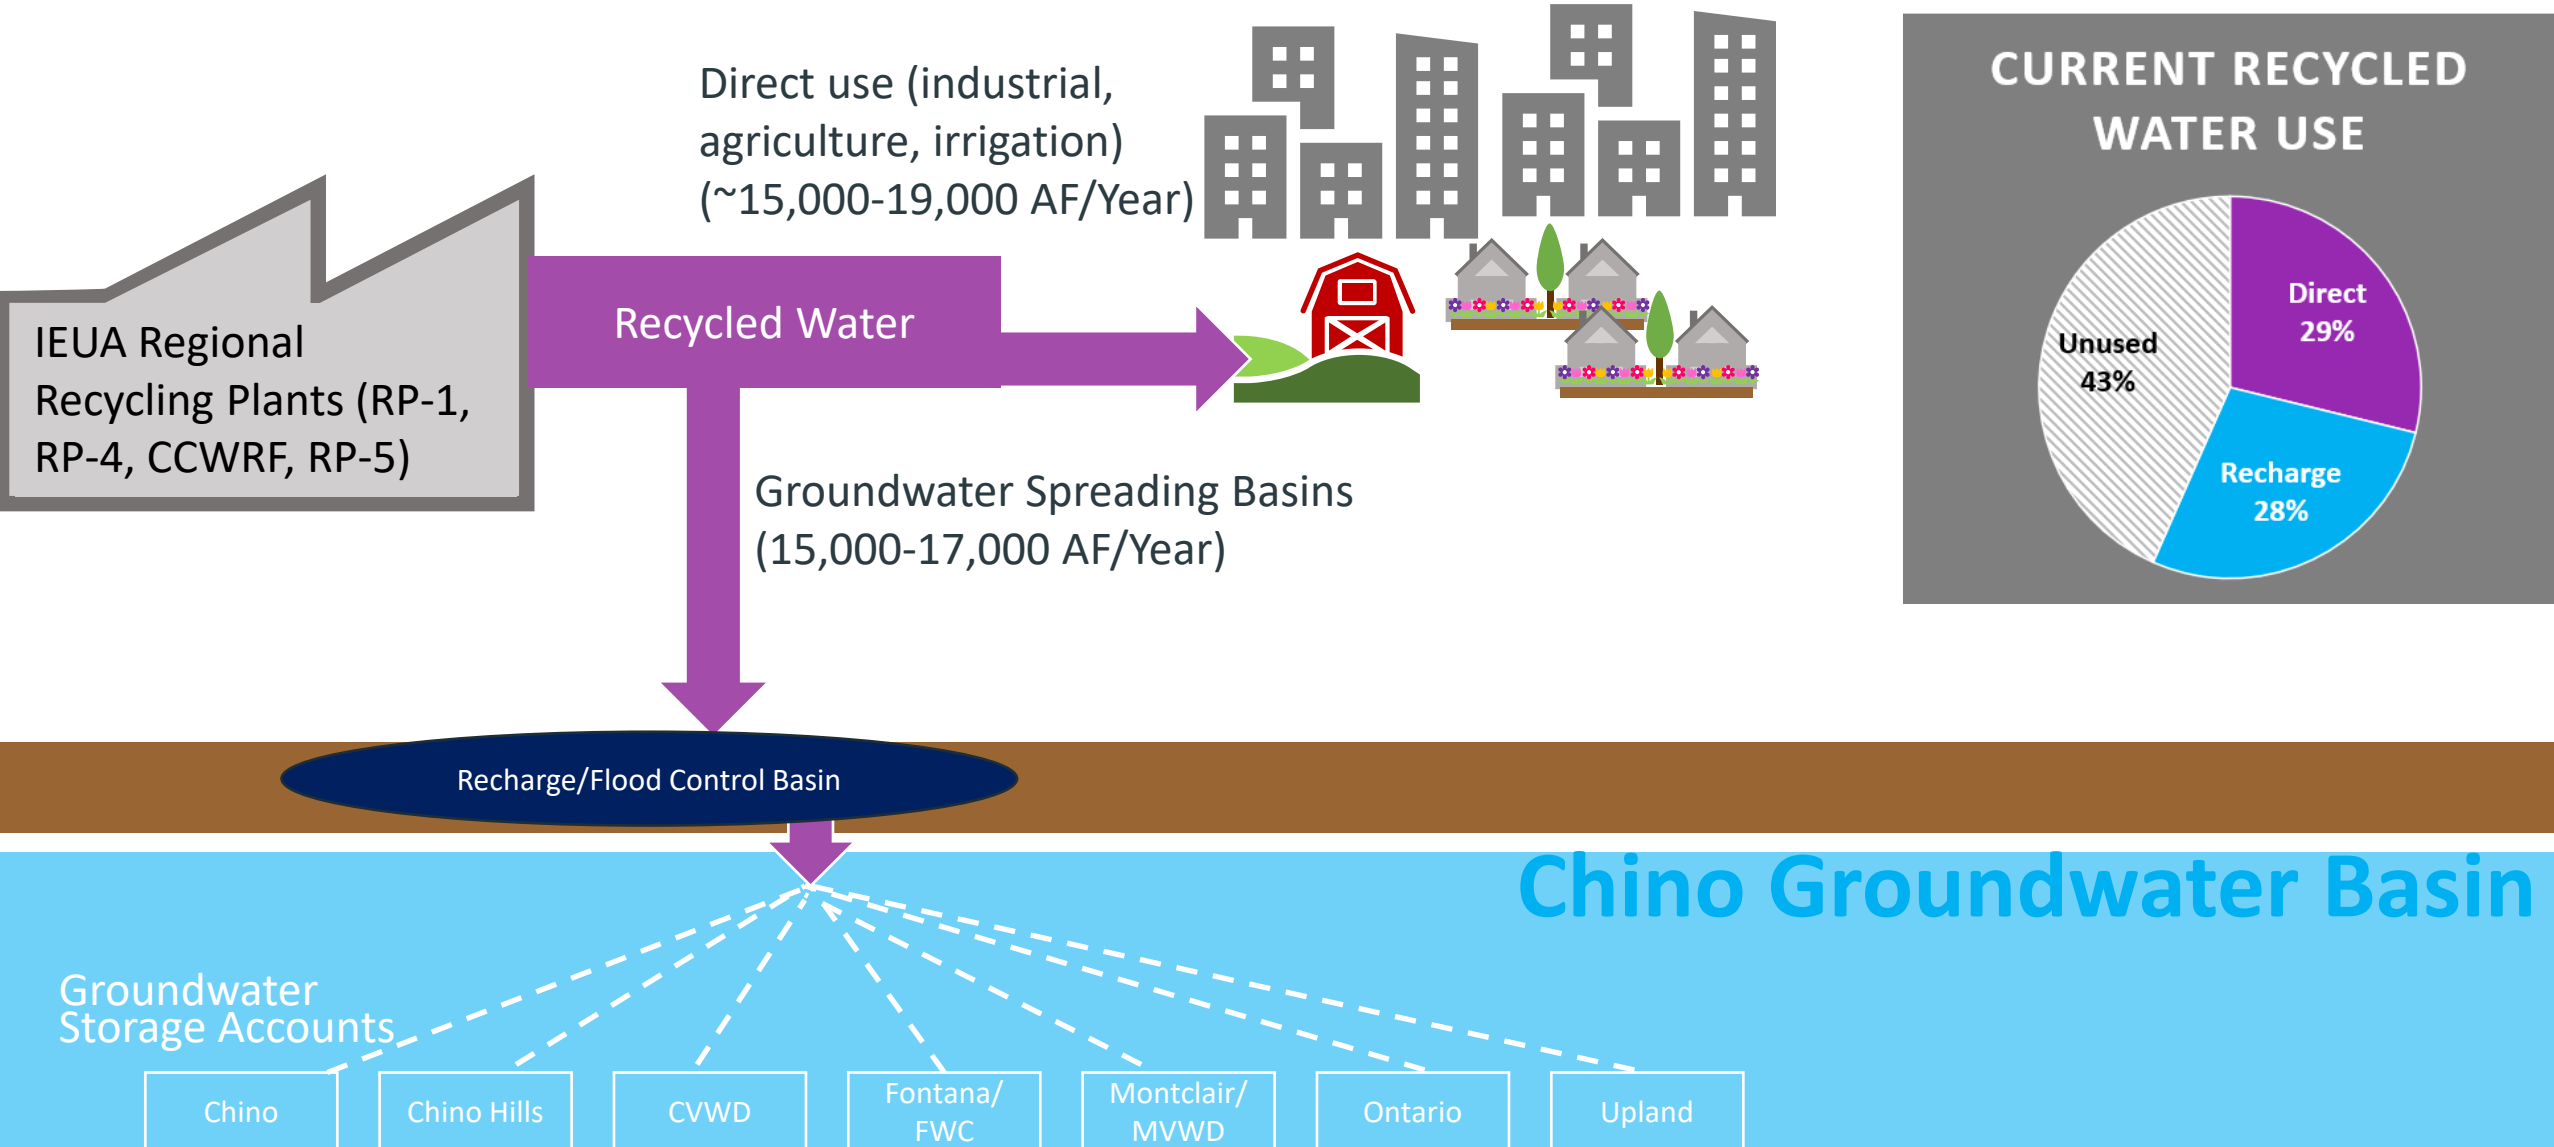 Direct use (industrial,
agriculture, irrigation)
(~15,000-19,000 AF/Year)
IEUA Regional
Recycling Plants (RP-1,
RP-4, CCWRF, RP-5)
Recycled Water
Groundwater Spreading Basins
(15,000-17,000 AF/Year)
CURRENT RECYCLED
WATER USE
Direct
29%
Unused
43%
Recharge
28%
Recharge/Flood Control Basin
Chino Groundwater Basin
Groundwater
Storage Accounts
Chino
Chino Hills
CVWD
Fontana/
FWC
Montclair/
MVWD
Ontario
Upland